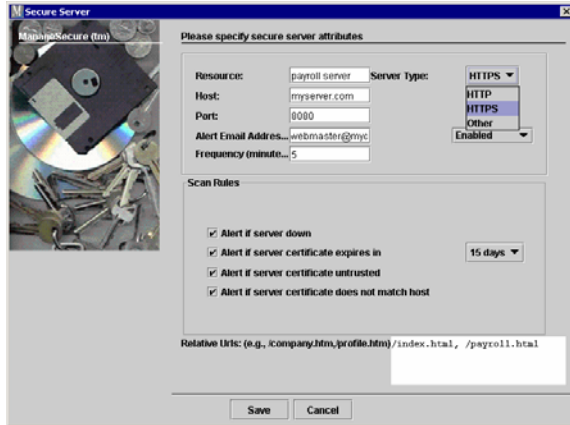 M Secure Server
ManageSecure (tm)
Please specify secure server attributes
Resource: payroll server Server Type: HTTPS
Host: myserver.com
HTTP
HTTPS
Other
Port: 8080
Alert Email Addres... webmaster@myc Enabled
Frequency (minute... 5
Scan Rules
Alert if server down
Alert if server certificate expires in 15 days
Alert if server certificate untrusted
Alert if server certificate does not match host
Relative Urls: (e.g., /company.htm,/profile.htm) /index.html, /payroll.html
Save Cancel